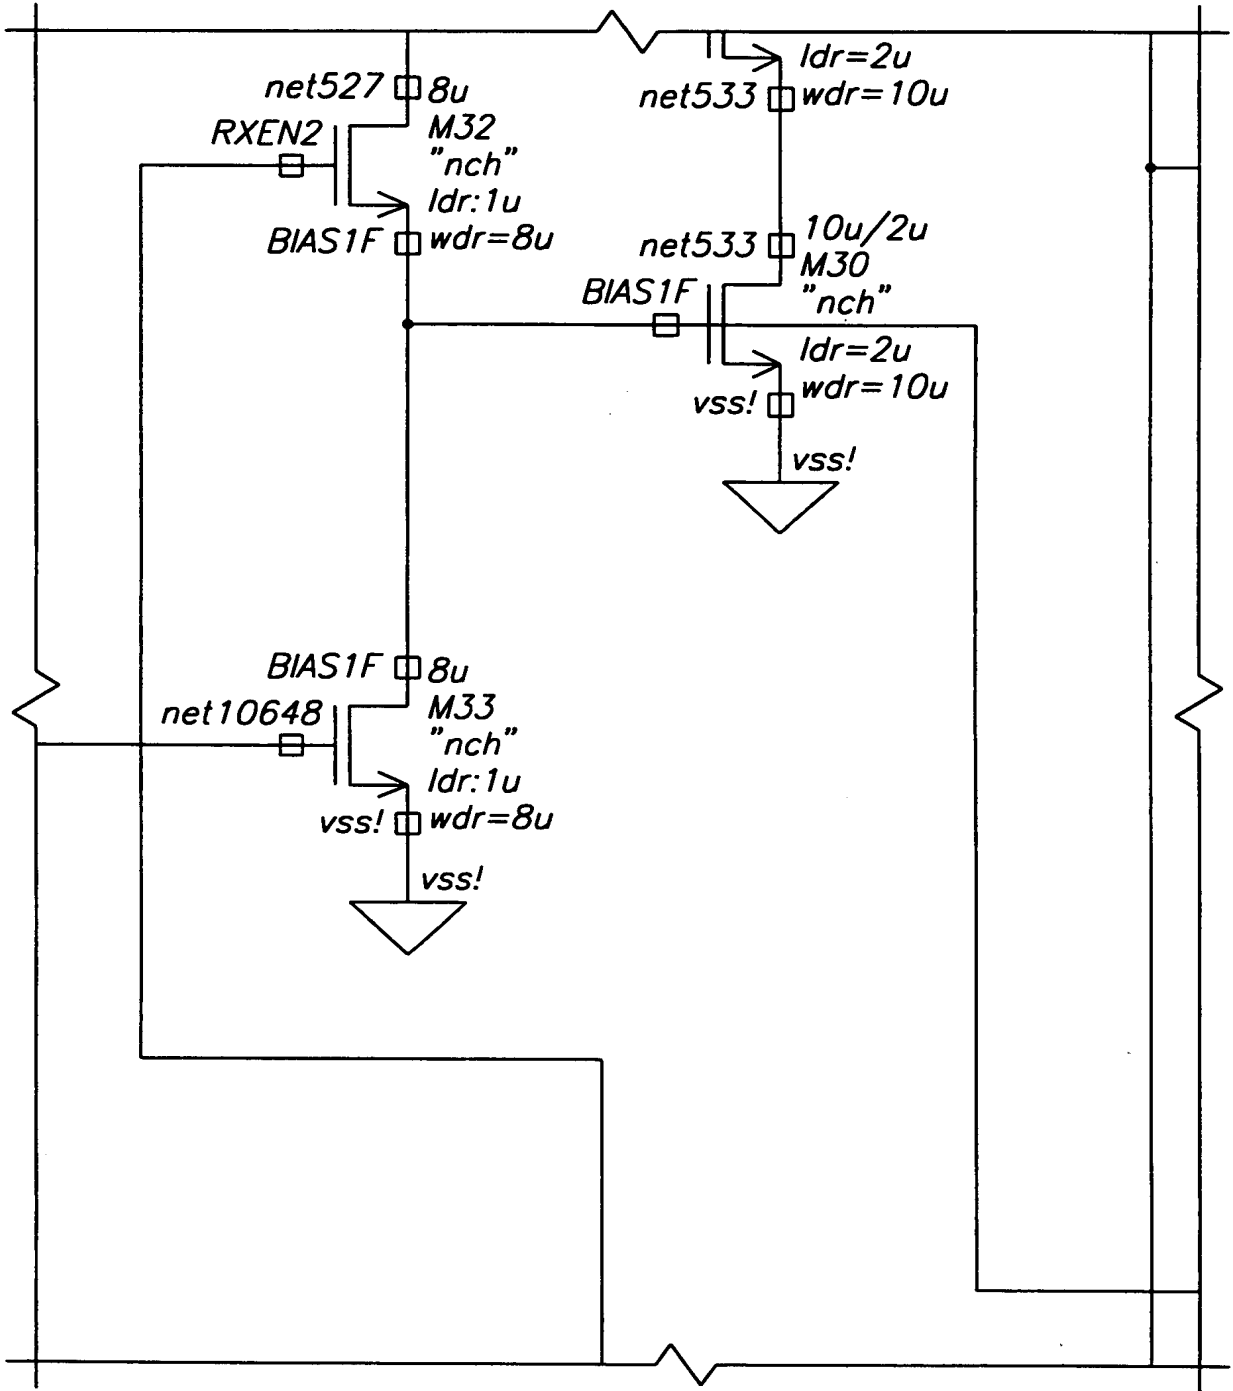 ldr=2u
net533 wdr=10u
net527 8u
RXEN2 M32
"nch"
ldr:1u
BIAS1F wdr=8u
net533 10u/2u
M30
BIAS1F "nch"
ldr=2u
wdr=10u
vss!
vss!
BIAS1F 8u
net10648 M33
"nch"
ldr:1u
vss! wdr=8u
vss!